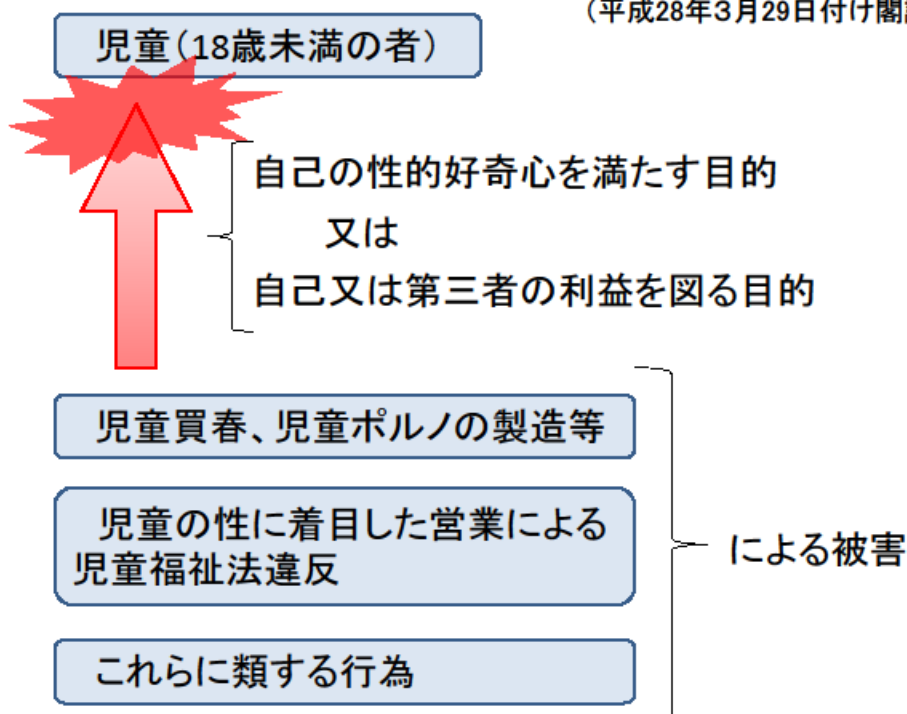 （平成28年3月29日付け閣
児童（18歳未満の者）
自己の性的好奇心を満たす目的
又は
自己又は第三者の利益を図る目的
児童買春、児童ポルノの製造等
児童の性に着目した営業による
児童福祉法違反
これらに類する行為
による被害